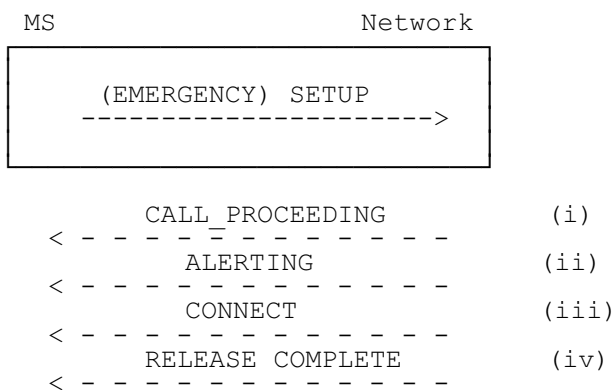 MS Network
(EMERGENCY) SETUP
---------------------->
CALL_PROCEEDING (i)
< - - - - - - - - - - - -
ALERTING (ii)
< - - - - - - - - - - - -
CONNECT (iii)
< - - - - - - - - - - - -
RELEASE COMPLETE (iv)
< - - - - - - - - - - - -